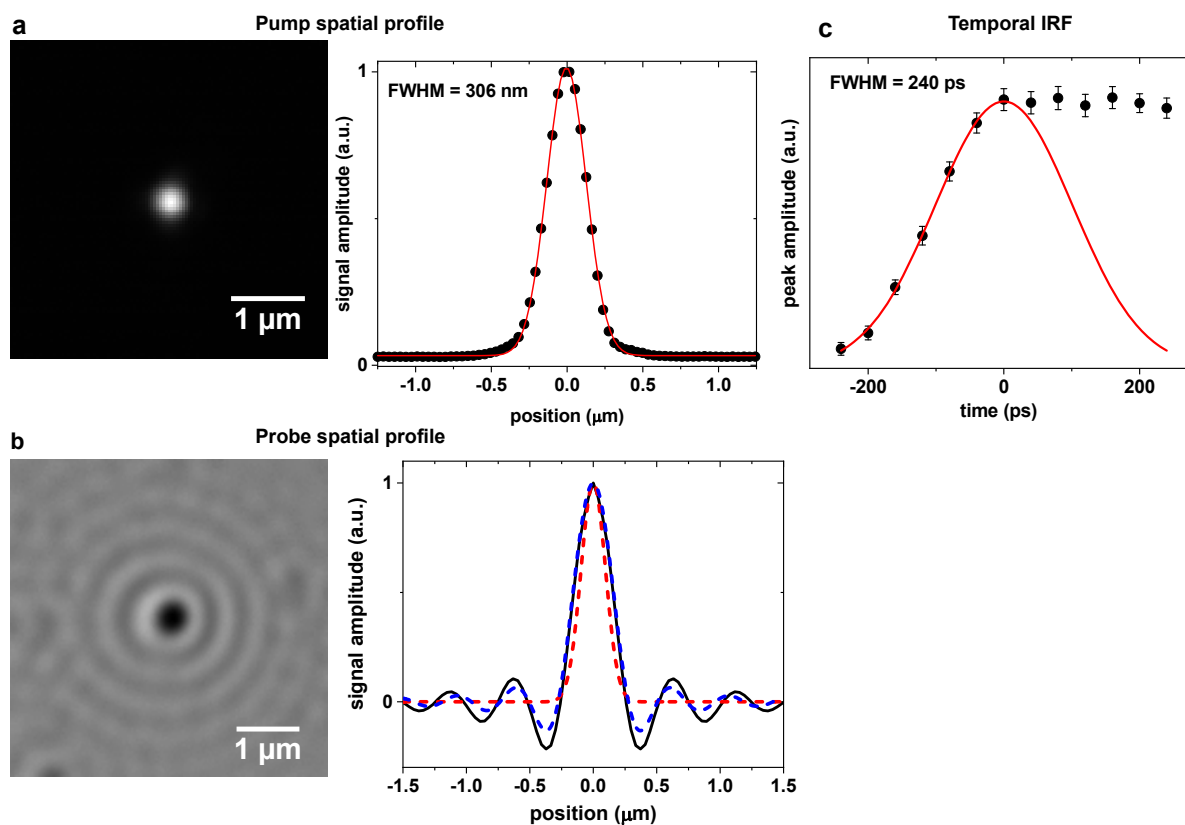 a
Pump spatial profile
1 µm
signal amplitude (a.u.)
1
0
FWHM = 306 nm
-1.0 -0.5 0.0 0.5 1.0
position (µm)
c
Temporal IRF
peak amplitude (a.u.)
FWHM = 240 ps
-200 0 200
time (ps)
b
Probe spatial profile
1 µm
signal amplitude (a.u.)
1
0
-1.5 -1.0 -0.5 0.0 0.5 1.0 1.5
position (µm)